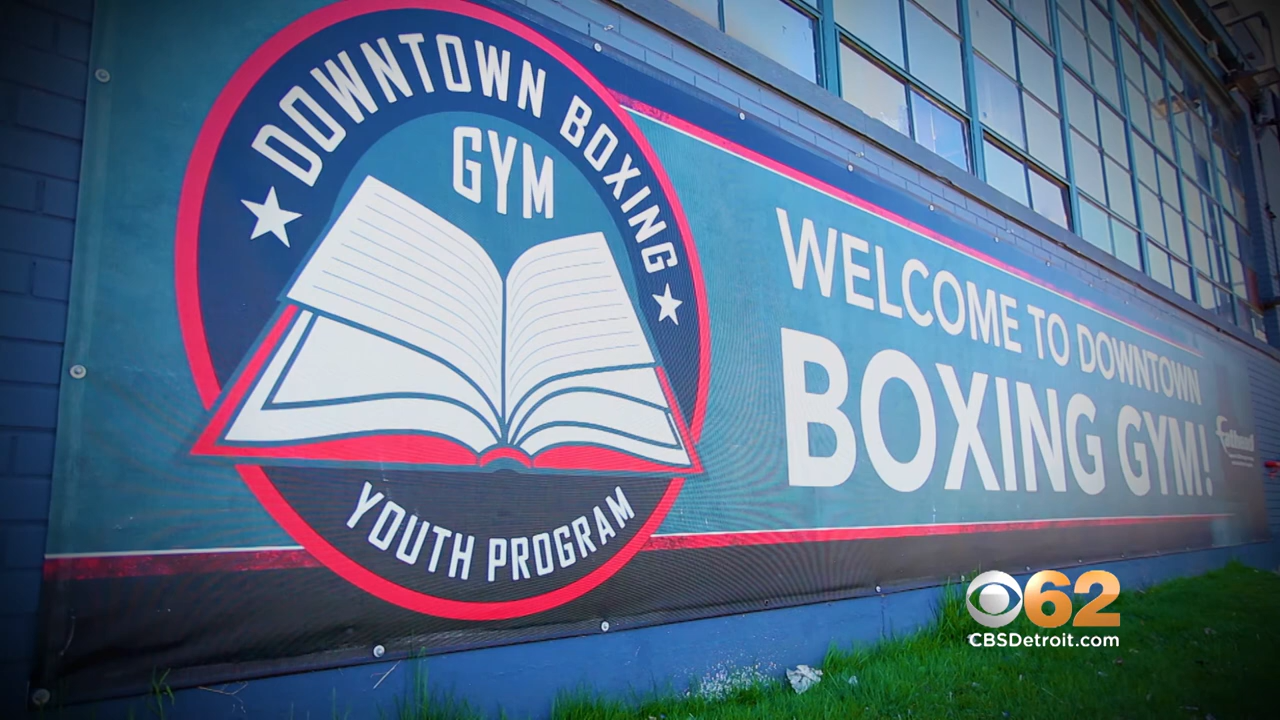 DOWNTOWN BOXING
GYM
YOUTH PROGRAM
WELCOME TO DOWNTOWN
BOXING GYM!
62
CBSDetroit.com